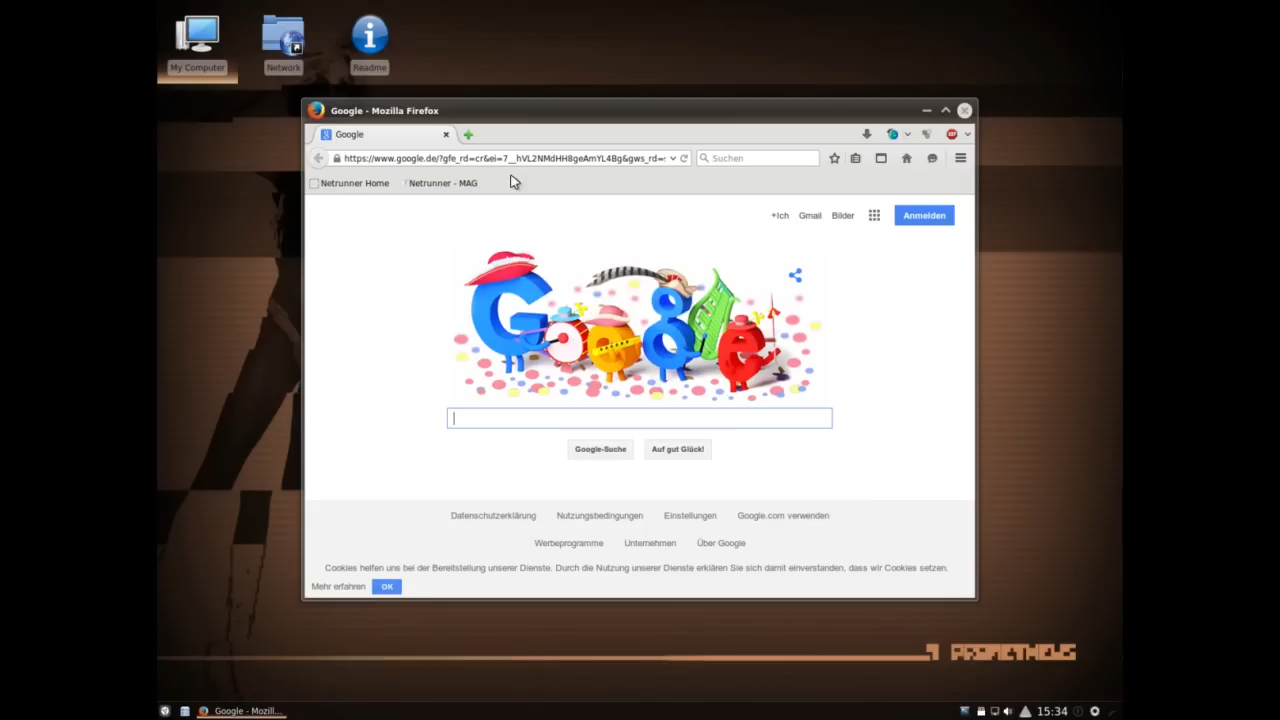 My Computer
Network
Readme
Google - Mozilla Firefox
Google
https://www.google.de/?gfe_rd=cr&ei=7__hVL2NMdHH8geAmYL4Bg&gws_rd=s
Suchen
Netrunner Home
Netrunner - MAG
+Ich Gmail Bilder
Anmelden
Google-Suche
Auf gut Glück!
Datenschutzerklärung Nutzungsbedingungen Einstellungen Google.com verwenden
Werbeprogramme Unternehmen Über Google
Cookies helfen uns bei der Bereitstellung unserer Dienste. Durch die Nutzung unserer Dienste erklären Sie sich damit einverstanden, dass wir Cookies setzen.
Mehr erfahren
OK
PROMETHEUS
Google - Mozill...
15:34